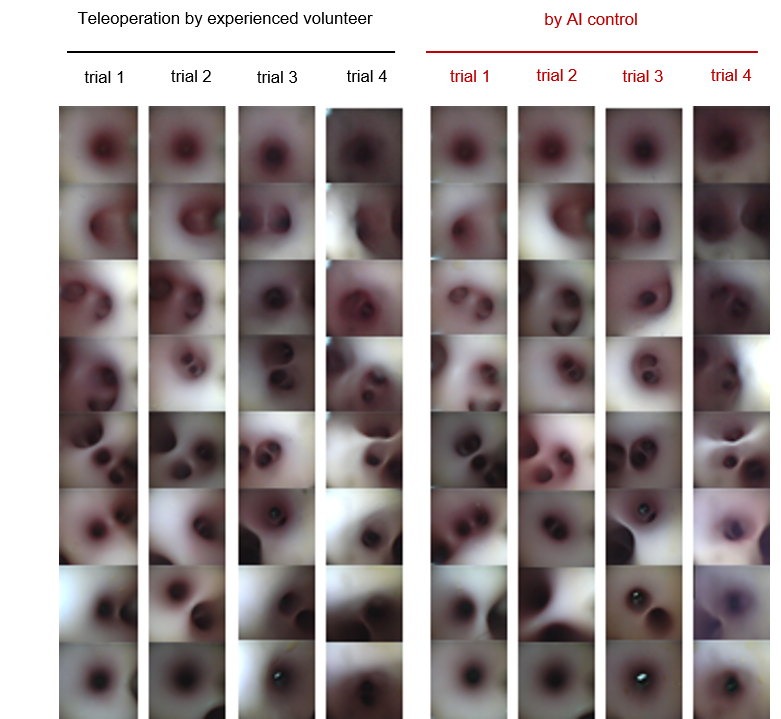 Teleoperation by experienced volunteer
by AI control
trial 1 trial 2 trial 3 trial 4 trial 1 trial 2 trial 3 trial 4